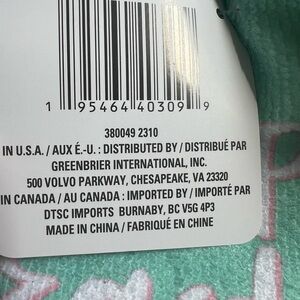 1 95464 40309 9
380049 2310
IN U.S.A. / AUX É.-U. : DISTRIBUTED BY / DISTRIBUÉ PAR
GREENBRIER INTERNATIONAL, INC.
500 VOLVO PARKWAY, CHESAPEAKE, VA 23320
IN CANADA / AU CANADA : IMPORTED BY / IMPORTÉ PAR
DTSC IMPORTS BURNABY, BC V5G 4P3
MADE IN CHINA / FABRIQUÉ EN CHINE